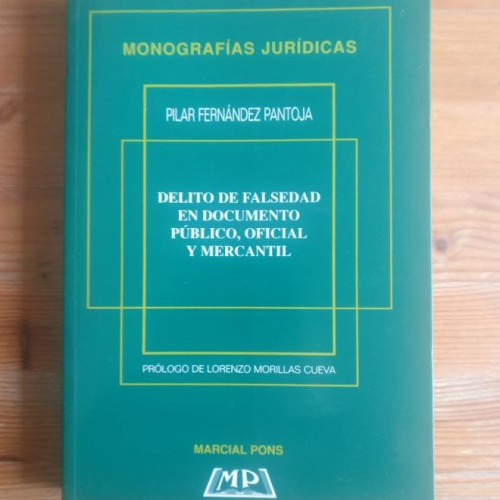 MONOGRAFÍAS JURÍDICAS
PILAR FERNÁNDEZ PANTOJA
DELITO DE FALSEDAD
EN DOCUMENTO
PÚBLICO, OFICIAL
Y MERCANTIL
PRÓLOGO DE LORENZO MORILLAS CUEVA
MARCIAL PONS
MP